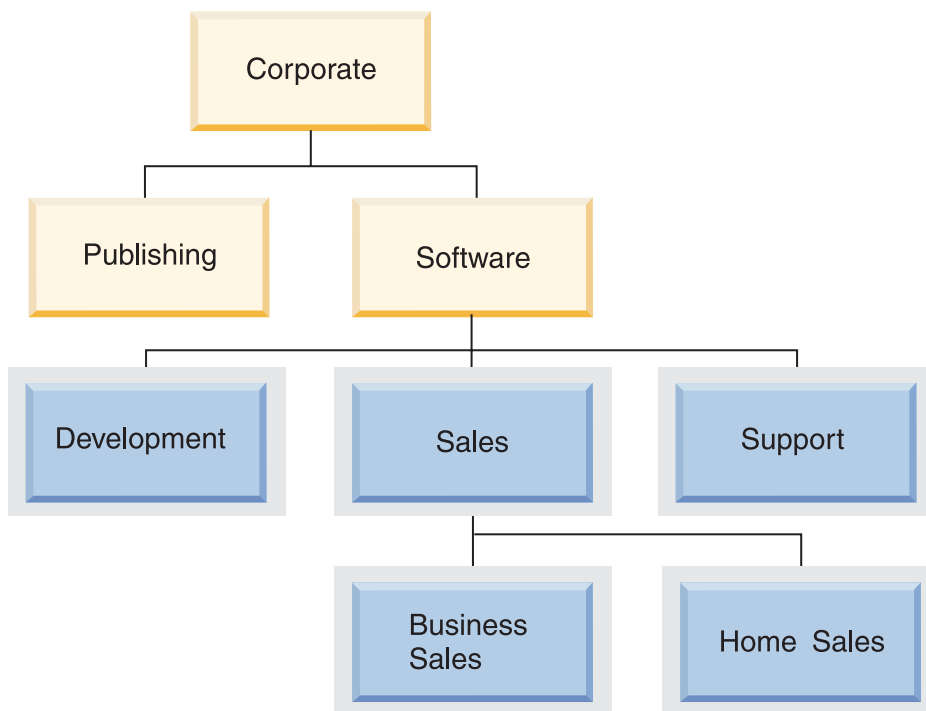 Corporate
Publishing
Software
Development
Sales
Support
Business
Sales
Home Sales